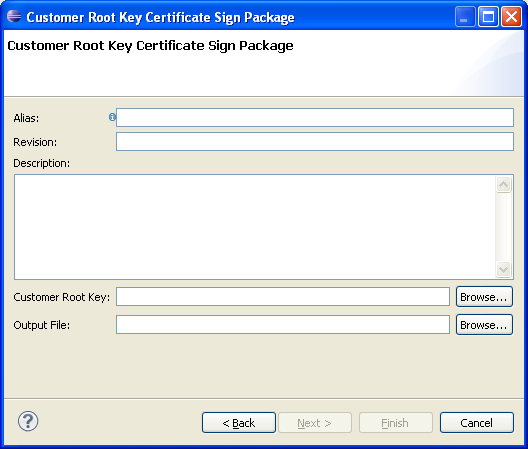 Customer Root Key Certificate Sign Package
Customer Root Key Certificate Sign Package
Alias:
Revision:
Description:
Customer Root Key: Browse...
Output File: Browse...
? < Back Next > Finish Cancel